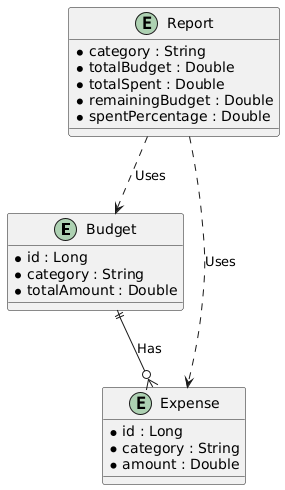 E Report
category : String
totalBudget : Double
totalSpent : Double
remainingBudget : Double
spentPercentage : Double
Uses
E Budget
id : Long
category : String
totalAmount : Double
Uses
Has
E Expense
id : Long
category : String
amount : Double